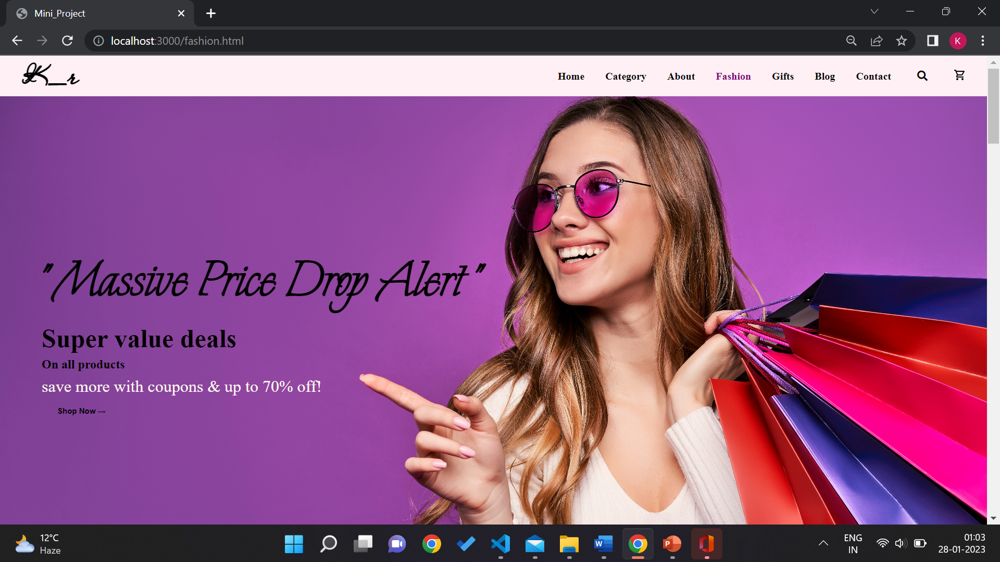 Mini_Project
localhost:3000/fashion.html
K
K_r
Home Category About Fashion Gifts Blog Contact
" Massive Price Drop Alert "
Super value deals
On all products
save more with coupons & up to 70% off!
Shop Now →
12°C
Haze
W
P
ENG
IN
01:03
28-01-2023